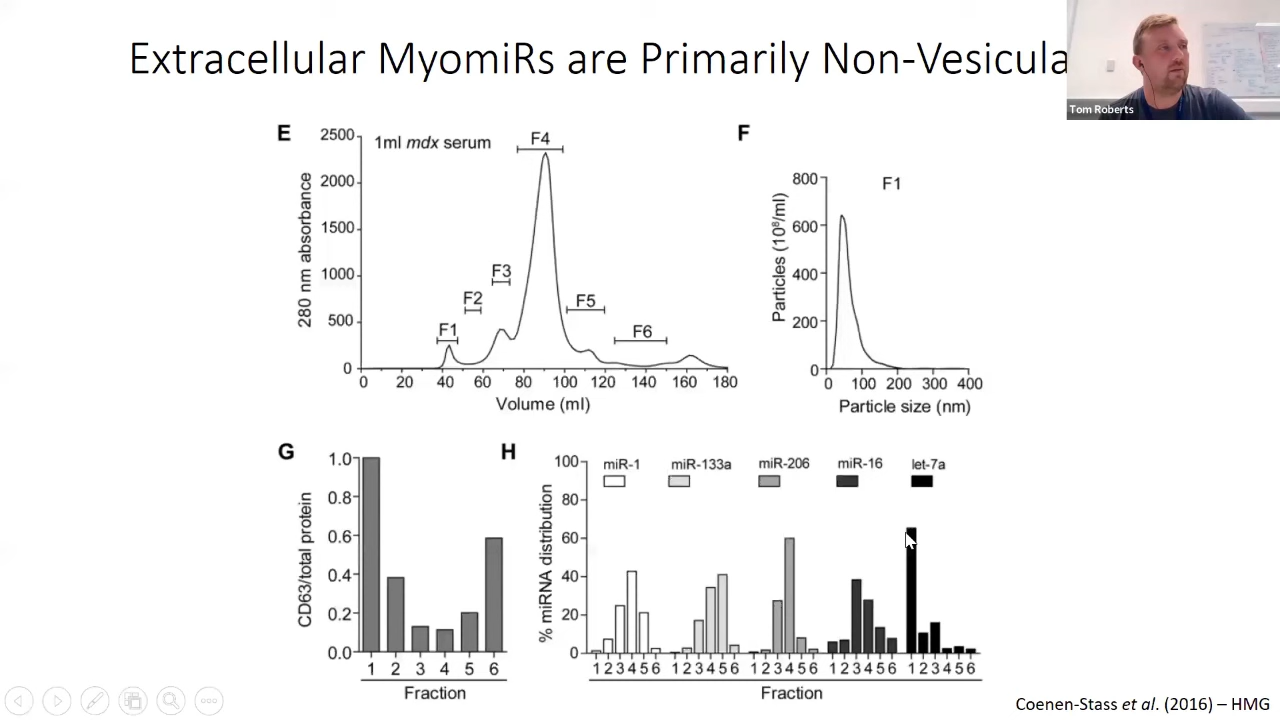 Extracellular MyomiRs are Primarily Non-Vesicula
Tom Roberts
E
1ml mdx serum
280 nm absorbance
2500
2000
1500
1000
500
0
F1
F2
F3
F4
F5
F6
0 20 40 60 80 100 120 140 160 180
Volume (ml)
F
F1
Particles (10⁸/ml)
800
600
400
200
0
0 100 200 300 400
Particle size (nm)
G
CD63/total protein
1.0
0.8
0.6
0.4
0.2
0.0
1 2 3 4 5 6
Fraction
H
% miRNA distribution
100
80
60
40
20
0
miR-1 miR-133a miR-206 miR-16 let-7a
1 2 3 4 5 6 1 2 3 4 5 6 1 2 3 4 5 6 1 2 3 4 5 6 1 2 3 4 5 6
Fraction
Coenen-Stass et al. (2016) – HMG